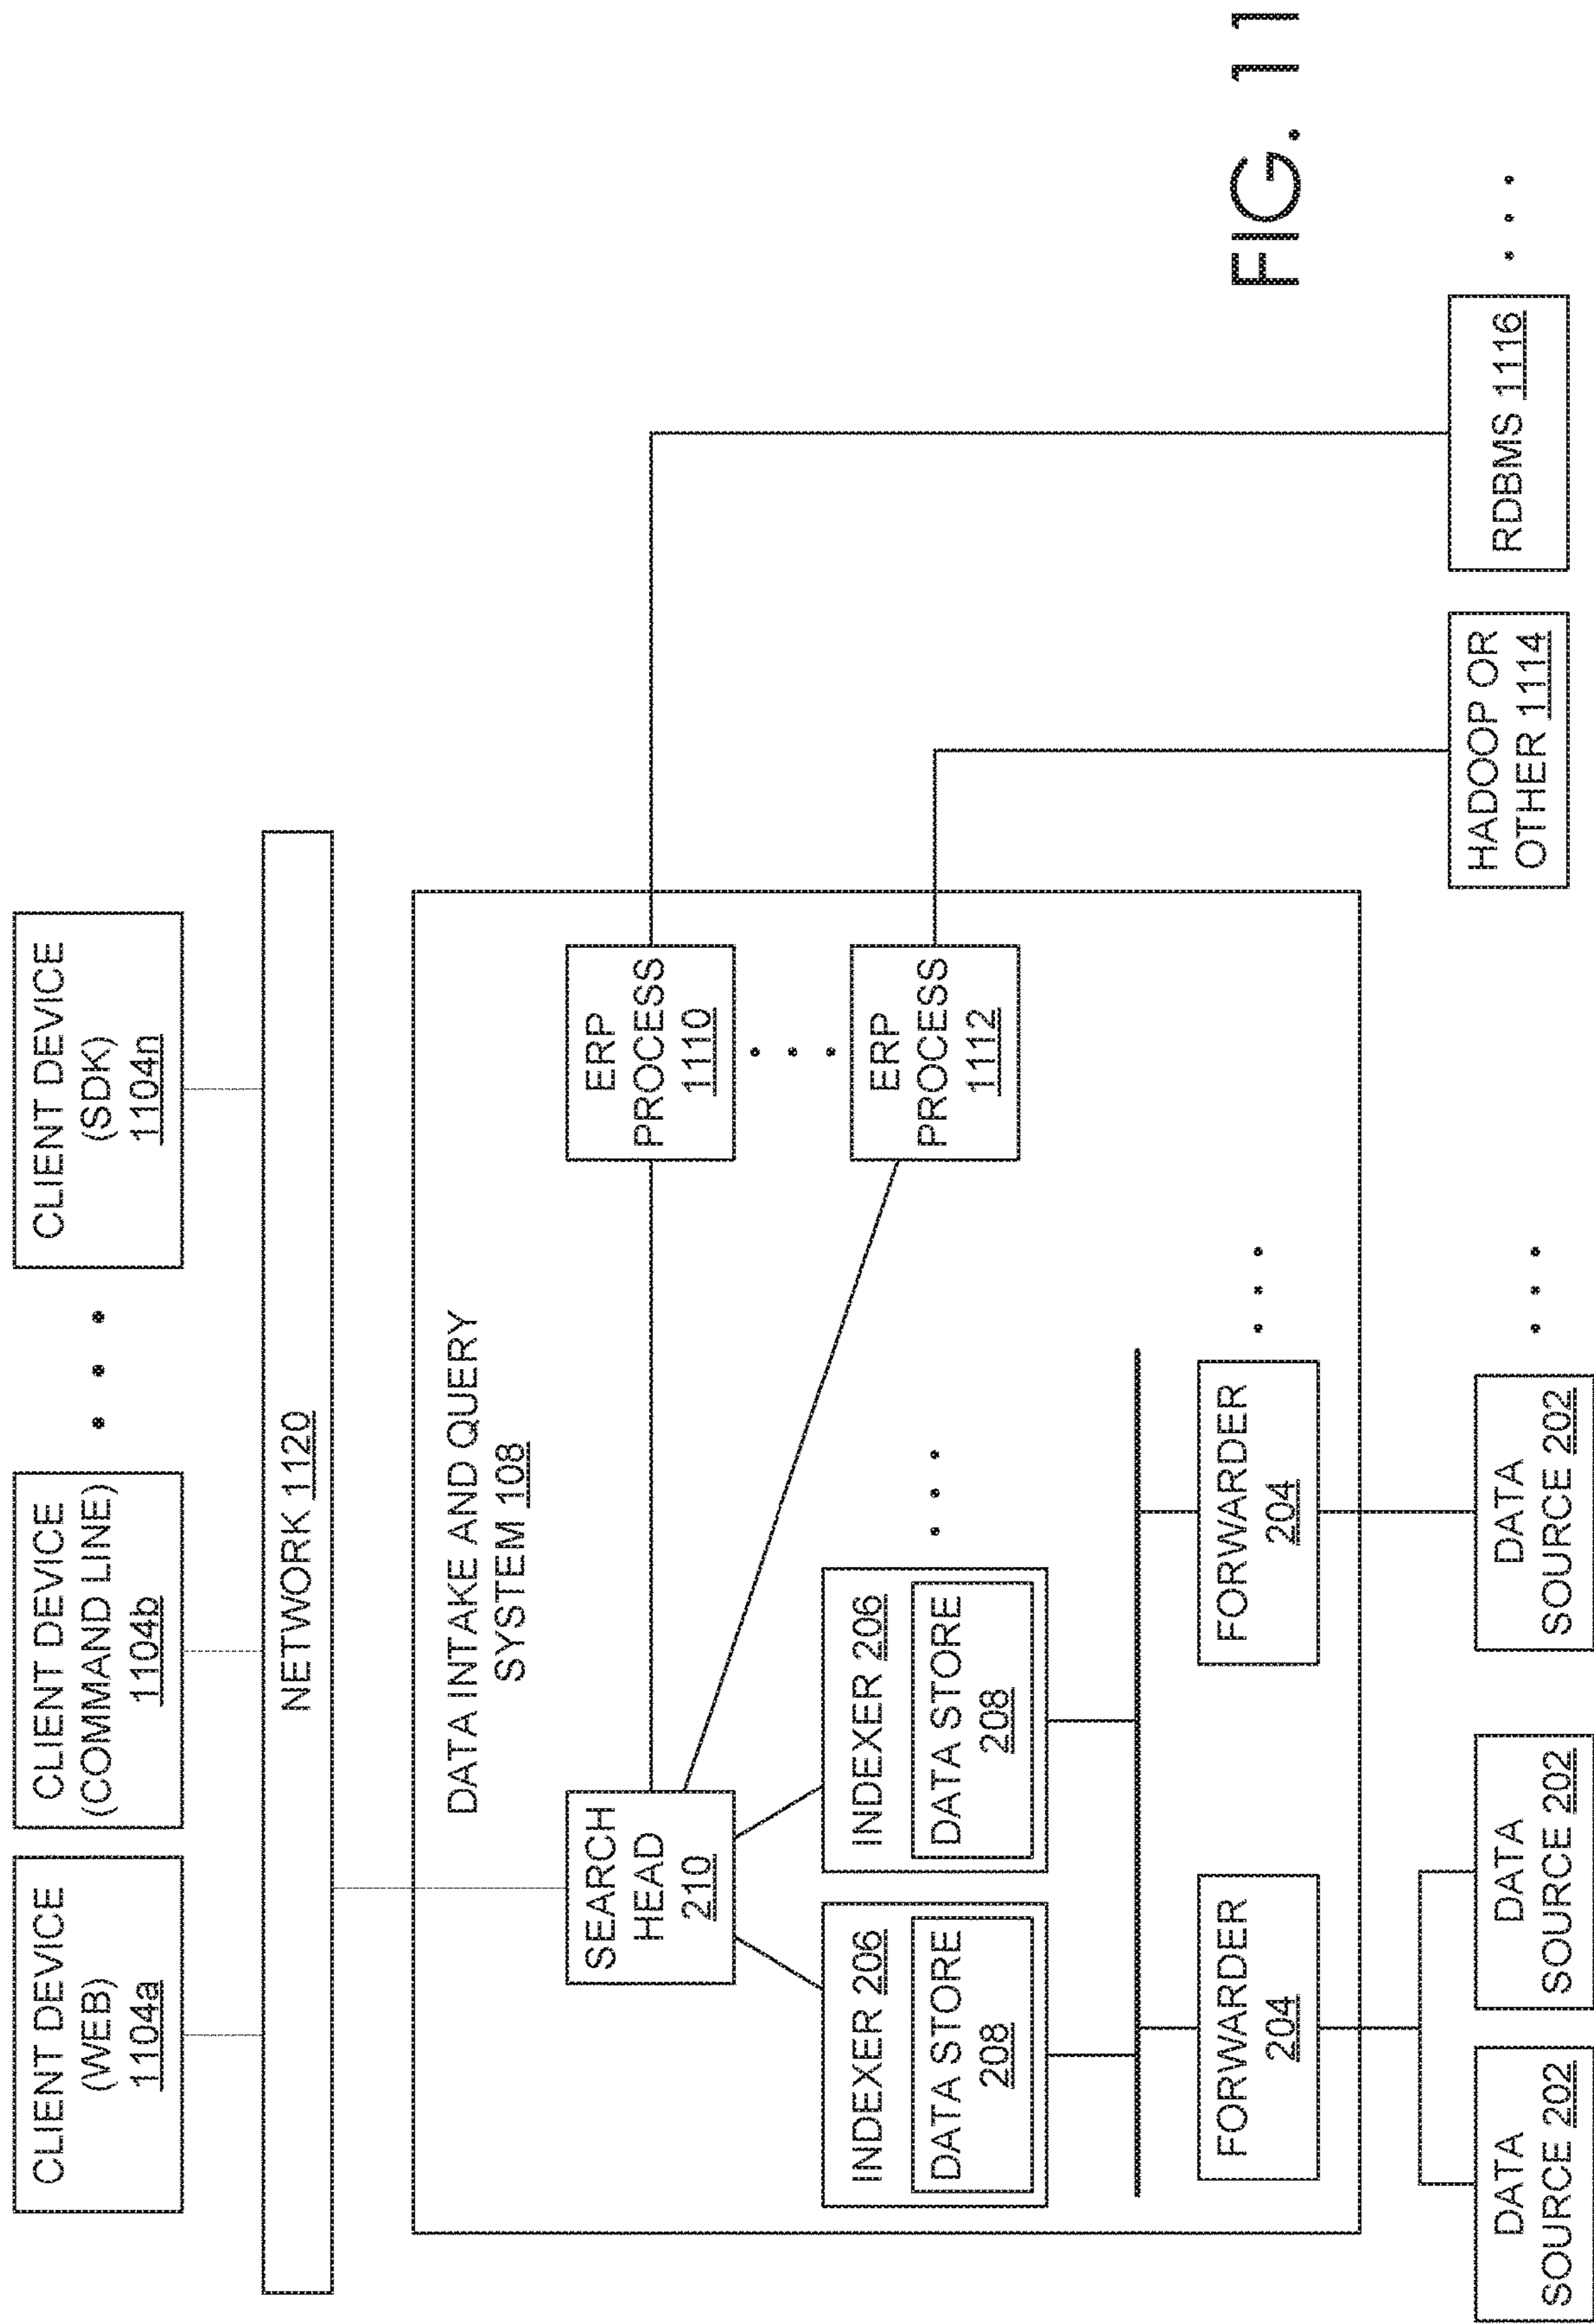 CLIENT DEVICE
(WEB)
1104a
CLIENT DEVICE
(COMMAND LINE)
1104b
CLIENT DEVICE
(SDK)
1104n
NETWORK 1120
DATA INTAKE AND QUERY
SYSTEM 108
SEARCH
HEAD
210
ERP
PROCESS
1110
INDEXER 206
DATA STORE
208
INDEXER 206
DATA STORE
208
ERP
PROCESS
1112
FORWARDER
204
FORWARDER
204
DATA
SOURCE 202
DATA
SOURCE 202
DATA
SOURCE 202
HADOOP OR
OTHER 1114
RDBMS 1116
FIG. 11